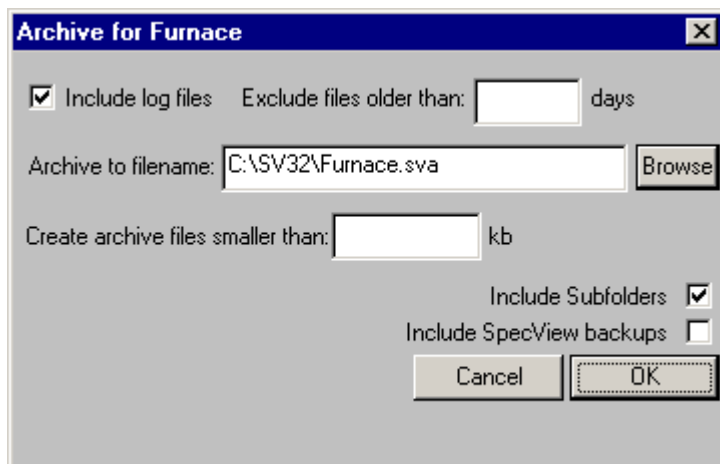 Archive for Furnace
Include log files Exclude files older than: days
Archive to filename: C:\SV32\Furnace.sva Browse
Create archive files smaller than: kb
Include Subfolders
Include SpecView backups
Cancel OK